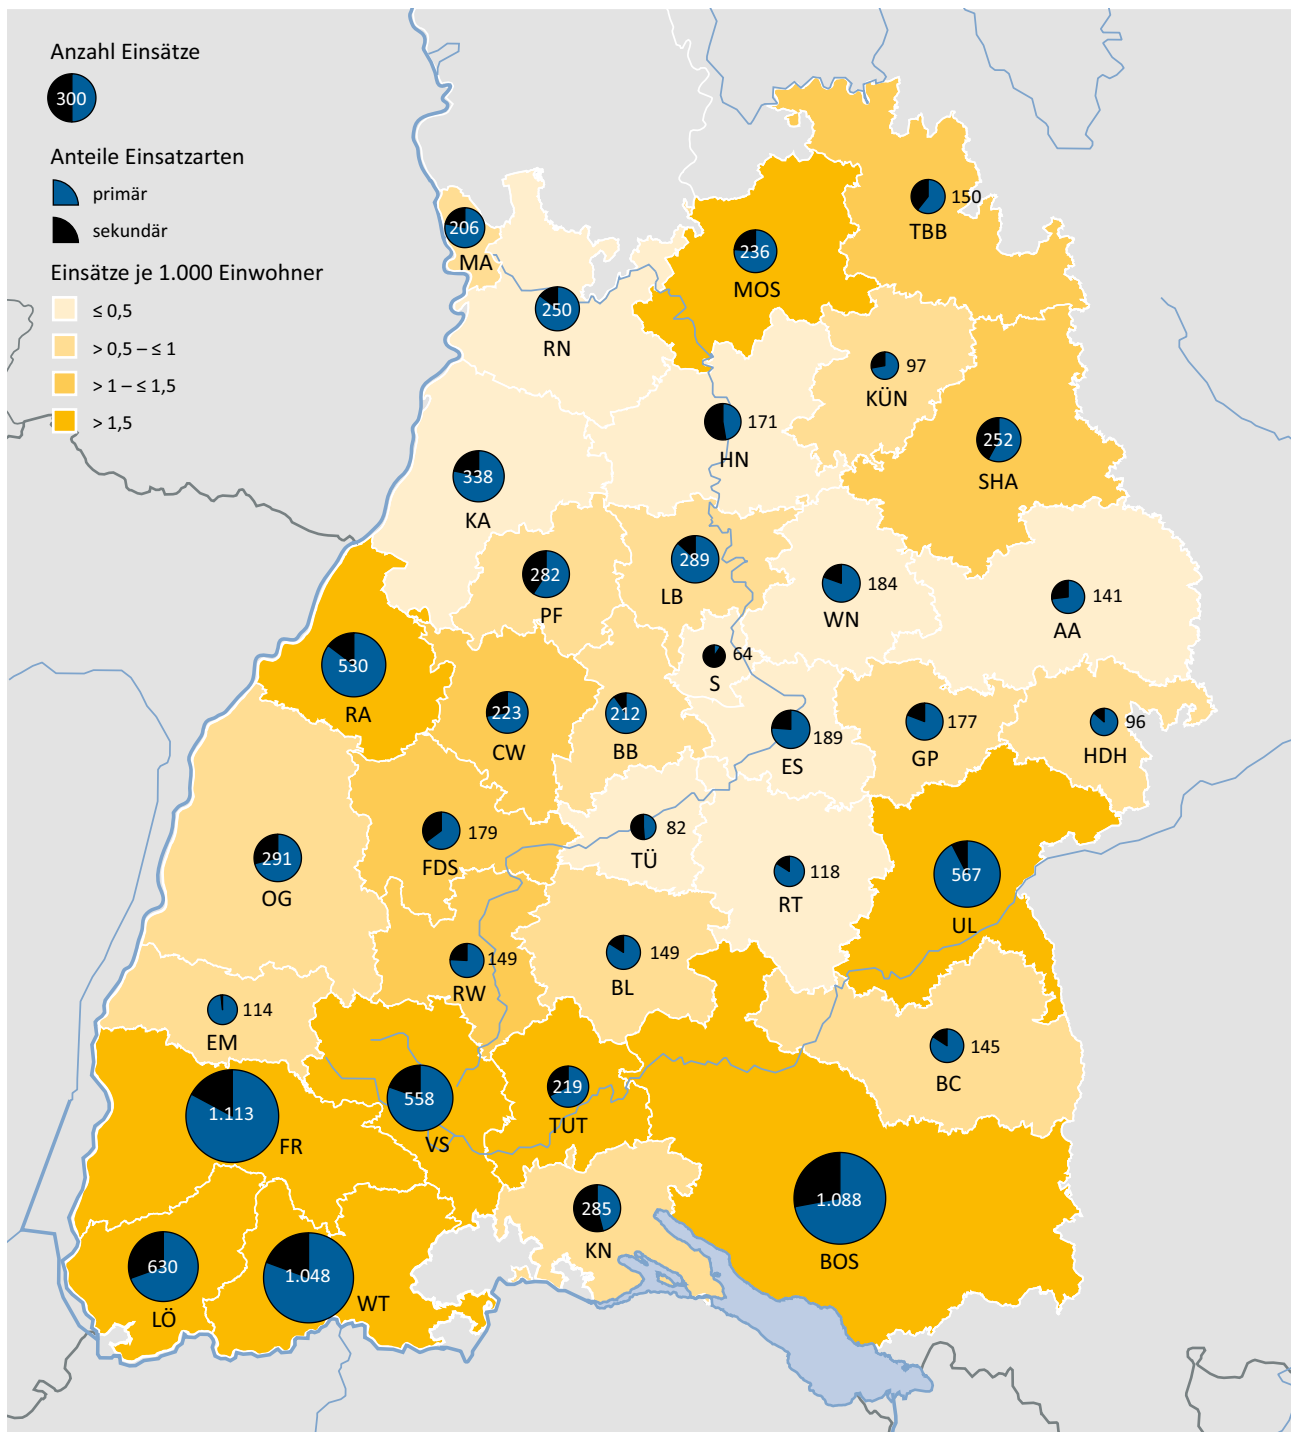 Anzahl Einsätze
300
Anteile Einsatzarten
primär
sekundär
Einsätze je 1.000 Einwohner
≤ 0,5
> 0,5 – ≤ 1
> 1 – ≤ 1,5
> 1,5
150
TBB
206
MA
236
MOS
250
RN
97
KÜN
171
HN
252
SHA
338
KA
289
LB
282
PF
184
WN
141
AA
64
S
530
RA
223
CW
212
BB
189
ES
177
GP
96
HDH
179
FDS
82
TÜ
291
OG
118
RT
567
UL
149
RW
149
BL
114
EM
145
BC
1.113
FR
558
VS
219
TUT
285
KN
1.088
BOS
630
LÖ
1.048
WT